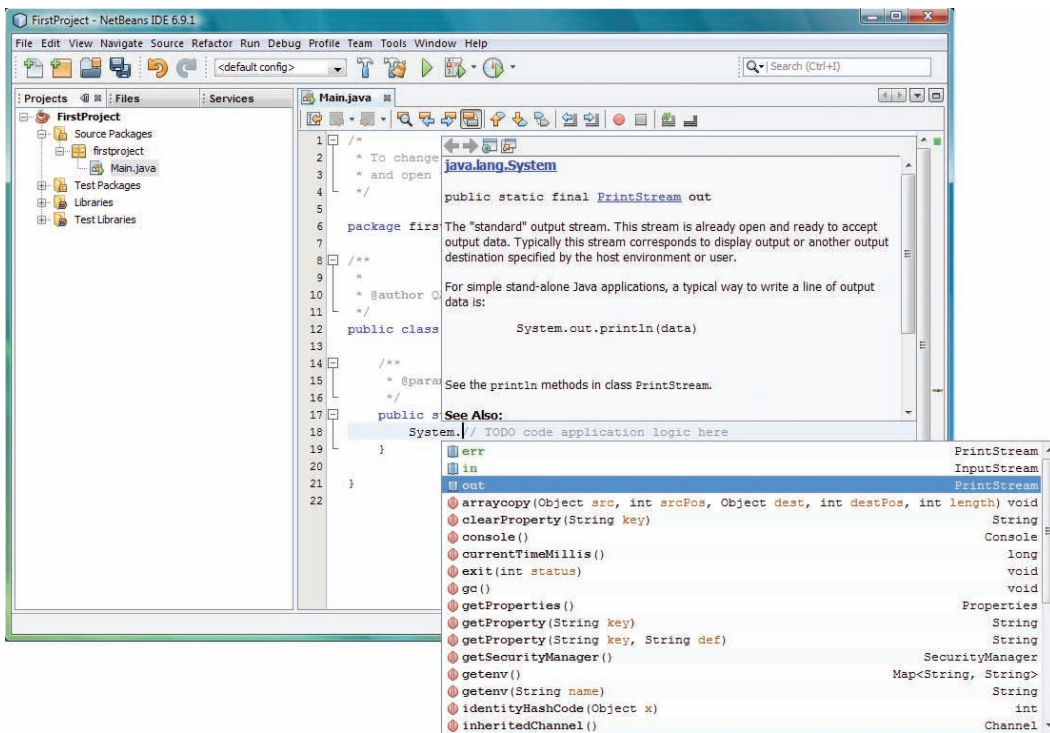 FirstProject - NetBeans IDE 6.9.1
File Edit View Navigate Source Refactor Run Debug Profile Team Tools Window Help
<default config>
Search (Ctrl+I)
Projects
Files
Services
FirstProject
Source Packages
firstproject
Main.java
Test Packages
Libraries
Test Libraries
Main.java
1 /*
2 * To change
3 * and open
4 */
5
6 package firs
7
8 /**
9 *
10 * @author
11 */
12 public class
13
14 /**
15 * @para
16 */
17 public s
18 System.// TODO code application logic here
19 }
20
21 }
22
java.lang.System
public static final PrintStream out
The "standard" output stream. This stream is already open and ready to accept
output data. Typically this stream corresponds to display output or another output
destination specified by the host environment or user.
For simple stand-alone Java applications, a typical way to write a line of output
data is:
System.out.println(data)
See the println methods in class PrintStream.
See Also:
err PrintStream
in InputStream
out PrintStream
arraycopy(Object src, int srcPos, Object dest, int destPos, int length) void
clearProperty(String key) String
console() Console
currentTimeMillis() long
exit(int status) void
gc() void
getProperties() Properties
getProperty(String key) String
getProperty(String key, String def) String
getSecurityManager() SecurityManager
getenv() Map<String, String>
getenv(String name) String
identityHashCode(Object x) int
inheritedChannel() Channel